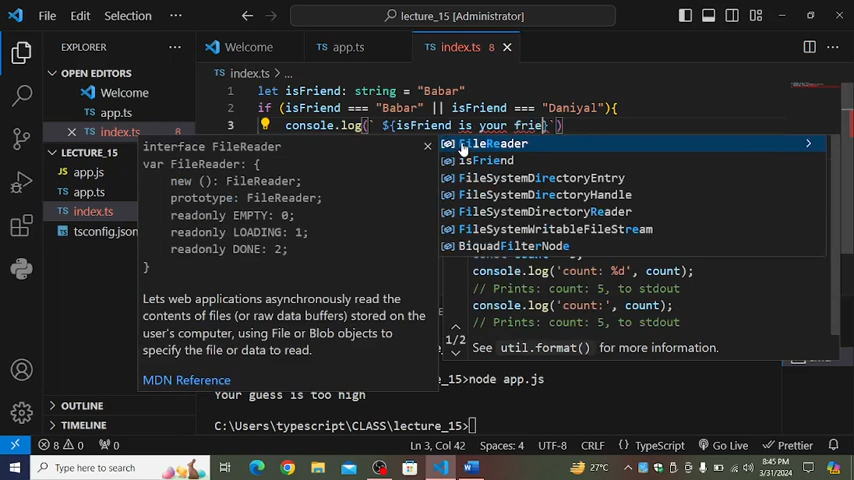 File Edit Selection ... lecture_15 [Administrator]
EXPLORER ...
OPEN EDITORS
Welcome
app.ts
index.ts
LECTURE_15
app.js
app.ts
index.ts
tsconfig.json
OUTLINE
TIMELINE
Welcome app.ts index.ts 8
index.ts > ...
1 let isFriend: string = "Babar"
2 if (isFriend === "Babar" || isFriend === "Daniyal"){
3 console.log(` ${isFriend is your frie`)
interface FileReader
var FileReader: {
new (): FileReader;
prototype: FileReader;
readonly EMPTY: 0;
readonly LOADING: 1;
readonly DONE: 2;
}
Lets web applications asynchronously read the
contents of files (or raw data buffers) stored on
the user's computer, using File or Blob objects to
specify the file or data to read.
MDN Reference
FileReader
isFriend
FileSystemDirectoryEntry
FileSystemDirectoryHandle
FileSystemDirectoryReader
FileSystemWritableFileStream
BiquadFilterNode
console.log('count: %d', count);
// Prints: count: 5, to stdout
console.log('count:', count);
// Prints: count: 5, to stdout
1/2
See util.format() for more information.
_15>node app.js
Your guess is too high
C:\Users\typescript\CLASS\lecture_15>
8 0 0 Ln 3, Col 42 Spaces: 4 UTF-8 CRLF TypeScript Go Live Prettier
Type here to search 27°C 8:45 PM
3/31/2024